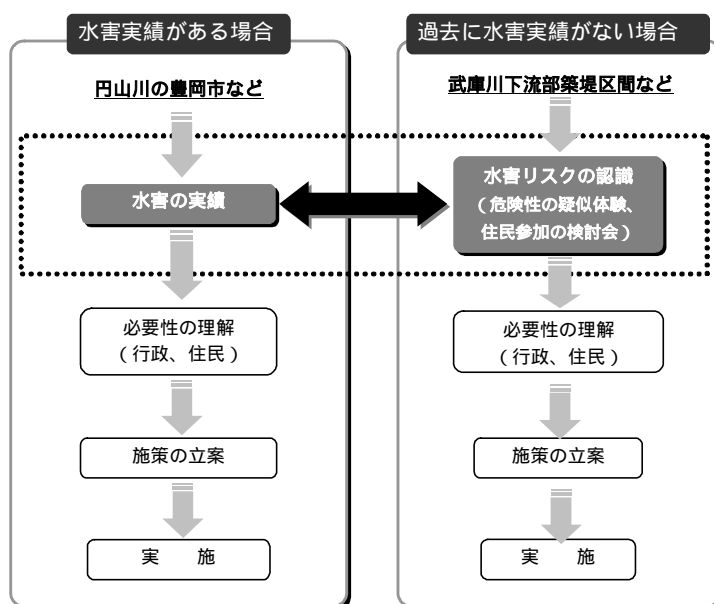 水害実績がある場合
円山川の豊岡市など
水害の実績
必要性の理解
(行政、住民)
施策の立案
実 施
過去に水害実績がない場合
武庫川下流部築堤区間など
水害リスクの認識
(危険性の疑似体験、
住民参加の検討会)
必要性の理解
(行政、住民)
施策の立案
実 施